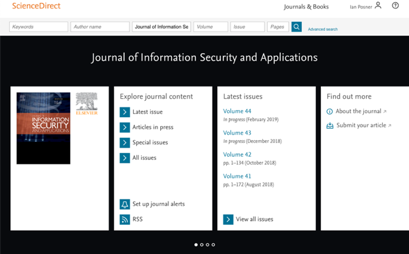 ScienceDirect
Journals & Books
Ian Posner
Keywords
Author name
Journal of Information Se
Volume
Issue
Pages
Advanced search
Journal of Information Security and Applications
INFORMATION
SECURITY
ELSEVIER
Explore journal content
Latest issue
Articles in press
Special issues
All issues
Set up journal alerts
RSS
Latest issues
Volume 44
In progress (February 2019)
Volume 43
In progress (December 2018)
Volume 42
pp. 1–134 (October 2018)
Volume 41
pp. 1–172 (August 2018)
View all issues
Find out more
About the journal
Submit your article